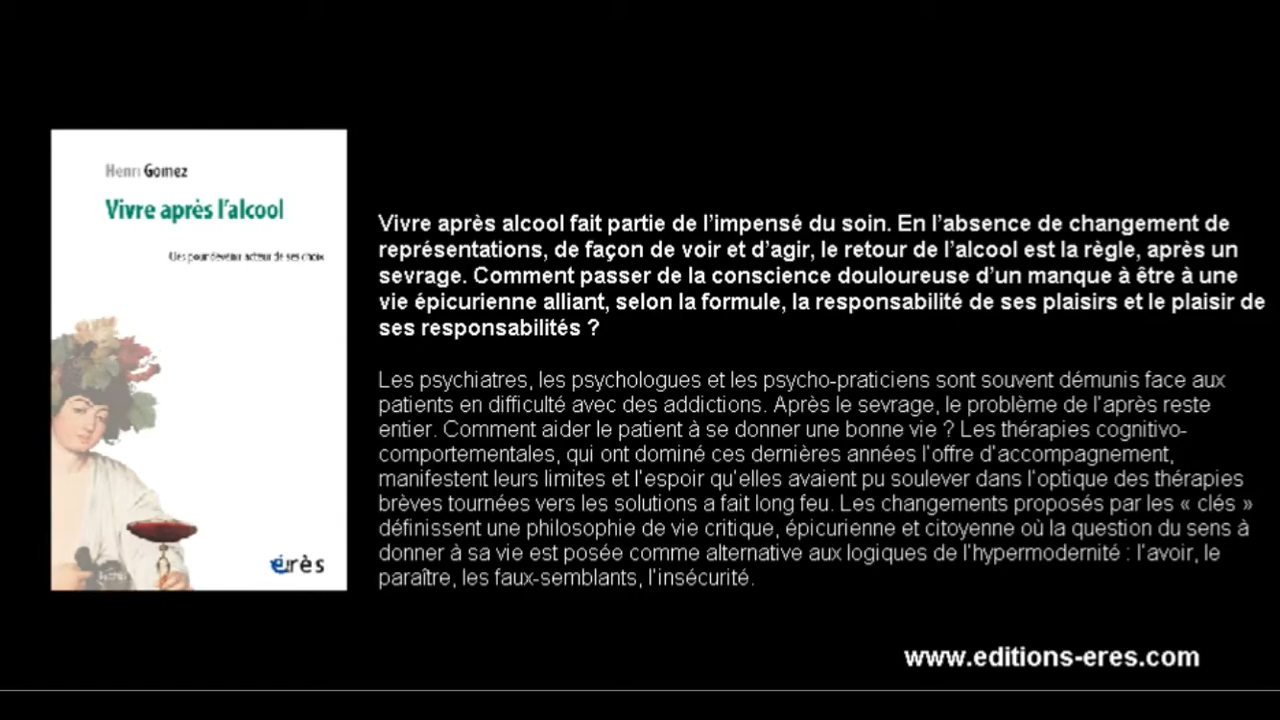 Henri Gomez
Vivre après l'alcool
Clés pour devenir acteur de ses choix
érès
Vivre après alcool fait partie de l'impensé du soin. En l'absence de changement de
représentations, de façon de voir et d'agir, le retour de l'alcool est la règle, après un
sevrage. Comment passer de la conscience douloureuse d'un manque à être à une
vie épicurienne alliant, selon la formule, la responsabilité de ses plaisirs et le plaisir de
ses responsabilités ?
Les psychiatres, les psychologues et les psycho-praticiens sont souvent démunis face aux
patients en difficulté avec des addictions. Après le sevrage, le problème de l'après reste
entier. Comment aider le patient à se donner une bonne vie ? Les thérapies cognitivo-
comportementales, qui ont dominé ces dernières années l'offre d'accompagnement,
manifestent leurs limites et l'espoir qu'elles avaient pu soulever dans l'optique des thérapies
brèves tournées vers les solutions a fait long feu. Les changements proposés par les « clés »
définissent une philosophie de vie critique, épicurienne et citoyenne où la question du sens à
donner à sa vie est posée comme alternative aux logiques de l'hypermodernité : l'avoir, le
paraître, les faux-semblants, l'insécurité.
www.editions-eres.com